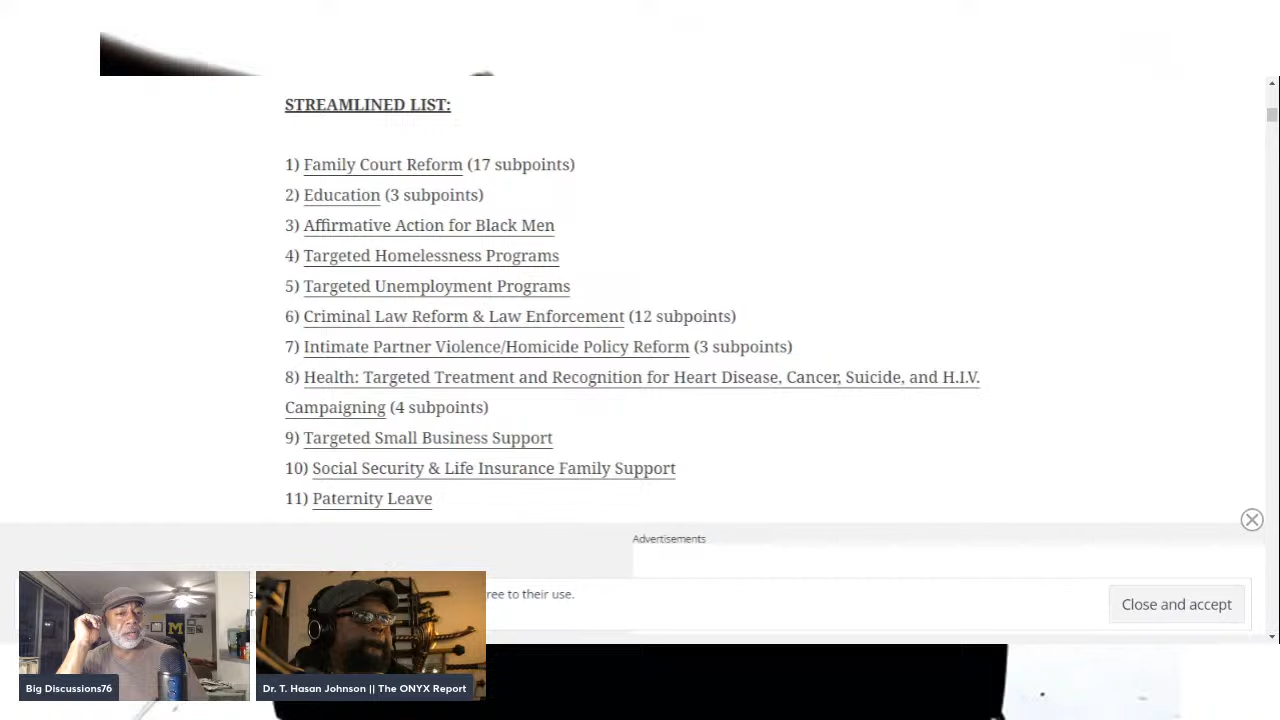 STREAMLINED LIST:
1) Family Court Reform (17 subpoints)
2) Education (3 subpoints)
3) Affirmative Action for Black Men
4) Targeted Homelessness Programs
5) Targeted Unemployment Programs
6) Criminal Law Reform & Law Enforcement (12 subpoints)
7) Intimate Partner Violence/Homicide Policy Reform (3 subpoints)
8) Health: Targeted Treatment and Recognition for Heart Disease, Cancer, Suicide, and H.I.V.
Campaigning (4 subpoints)
9) Targeted Small Business Support
10) Social Security & Life Insurance Family Support
11) Paternity Leave
Advertisements
ree to their use.
Close and accept
M
Big Discussions76
Dr. T. Hasan Johnson || The ONYX Report